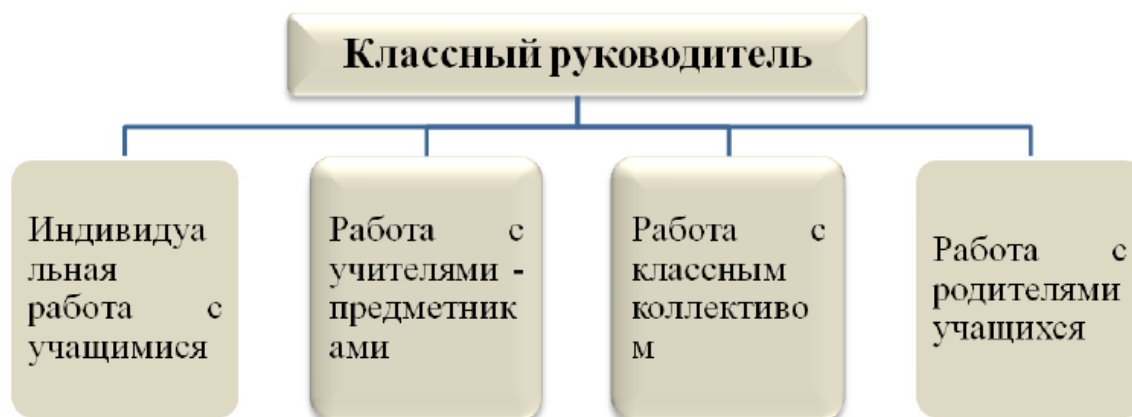 Классный руководитель
Индивидуа
льная
работа с
учащимися
Работа с
учителями -
предметник
ами
Работа с
классным
коллективо
м
Работа с
родителями
учащихся